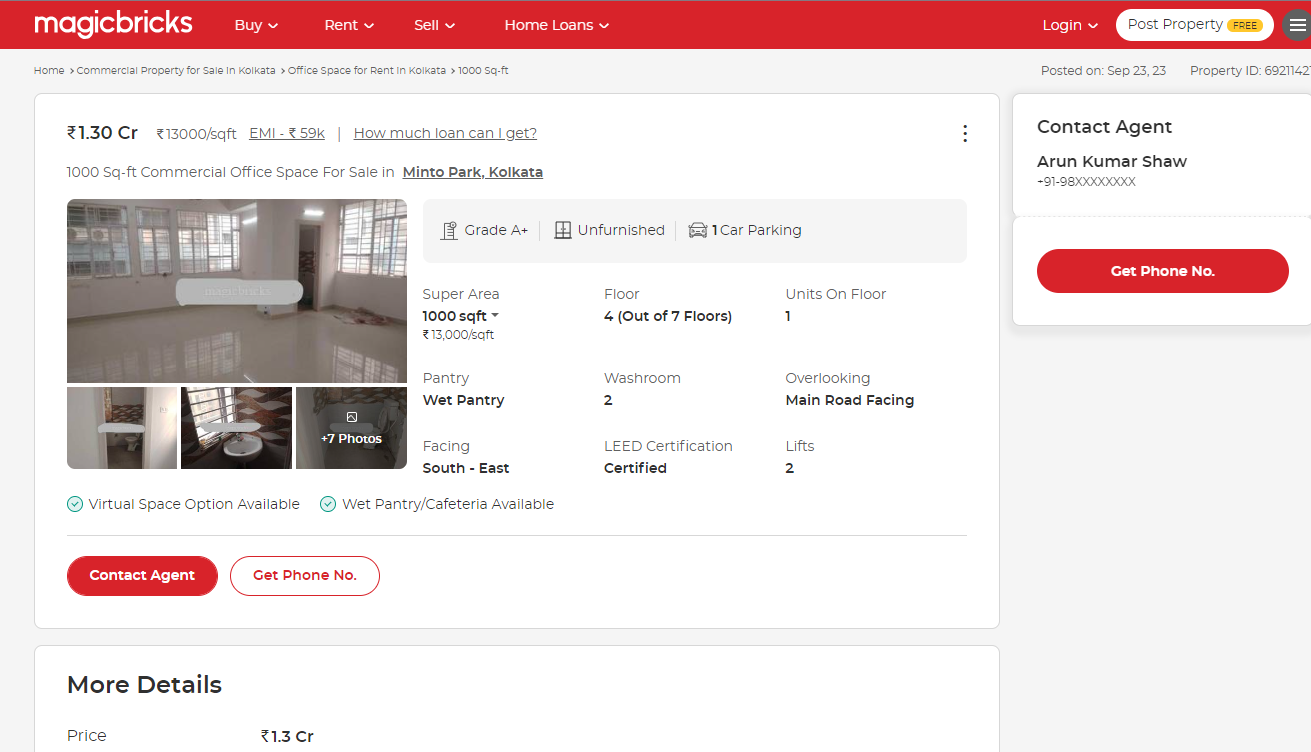 magicbricks
Buy
Rent
Sell
Home Loans
Login
Post Property FREE
Home > Commercial Property for Sale in Kolkata > Office Space for Rent in Kolkata > 1000 Sq-ft
Posted on: Sep 23, 23
Property ID: 69211421
₹1.30 Cr ₹13000/sqft EMI - ₹ 59k | How much loan can I get?
1000 Sq-ft Commercial Office Space For Sale in Minto Park, Kolkata
magicbricks
+7 Photos
Grade A+
Unfurnished
1 Car Parking
Super Area
1000 sqft
₹13,000/sqft
Floor
4 (Out of 7 Floors)
Units On Floor
1
Pantry
Wet Pantry
Washroom
2
Overlooking
Main Road Facing
Facing
South - East
LEED Certification
Certified
Lifts
2
Virtual Space Option Available
Wet Pantry/Cafeteria Available
Contact Agent
Get Phone No.
Contact Agent
Arun Kumar Shaw
+91-98XXXXXXXX
Get Phone No.
More Details
Price ₹1.3 Cr